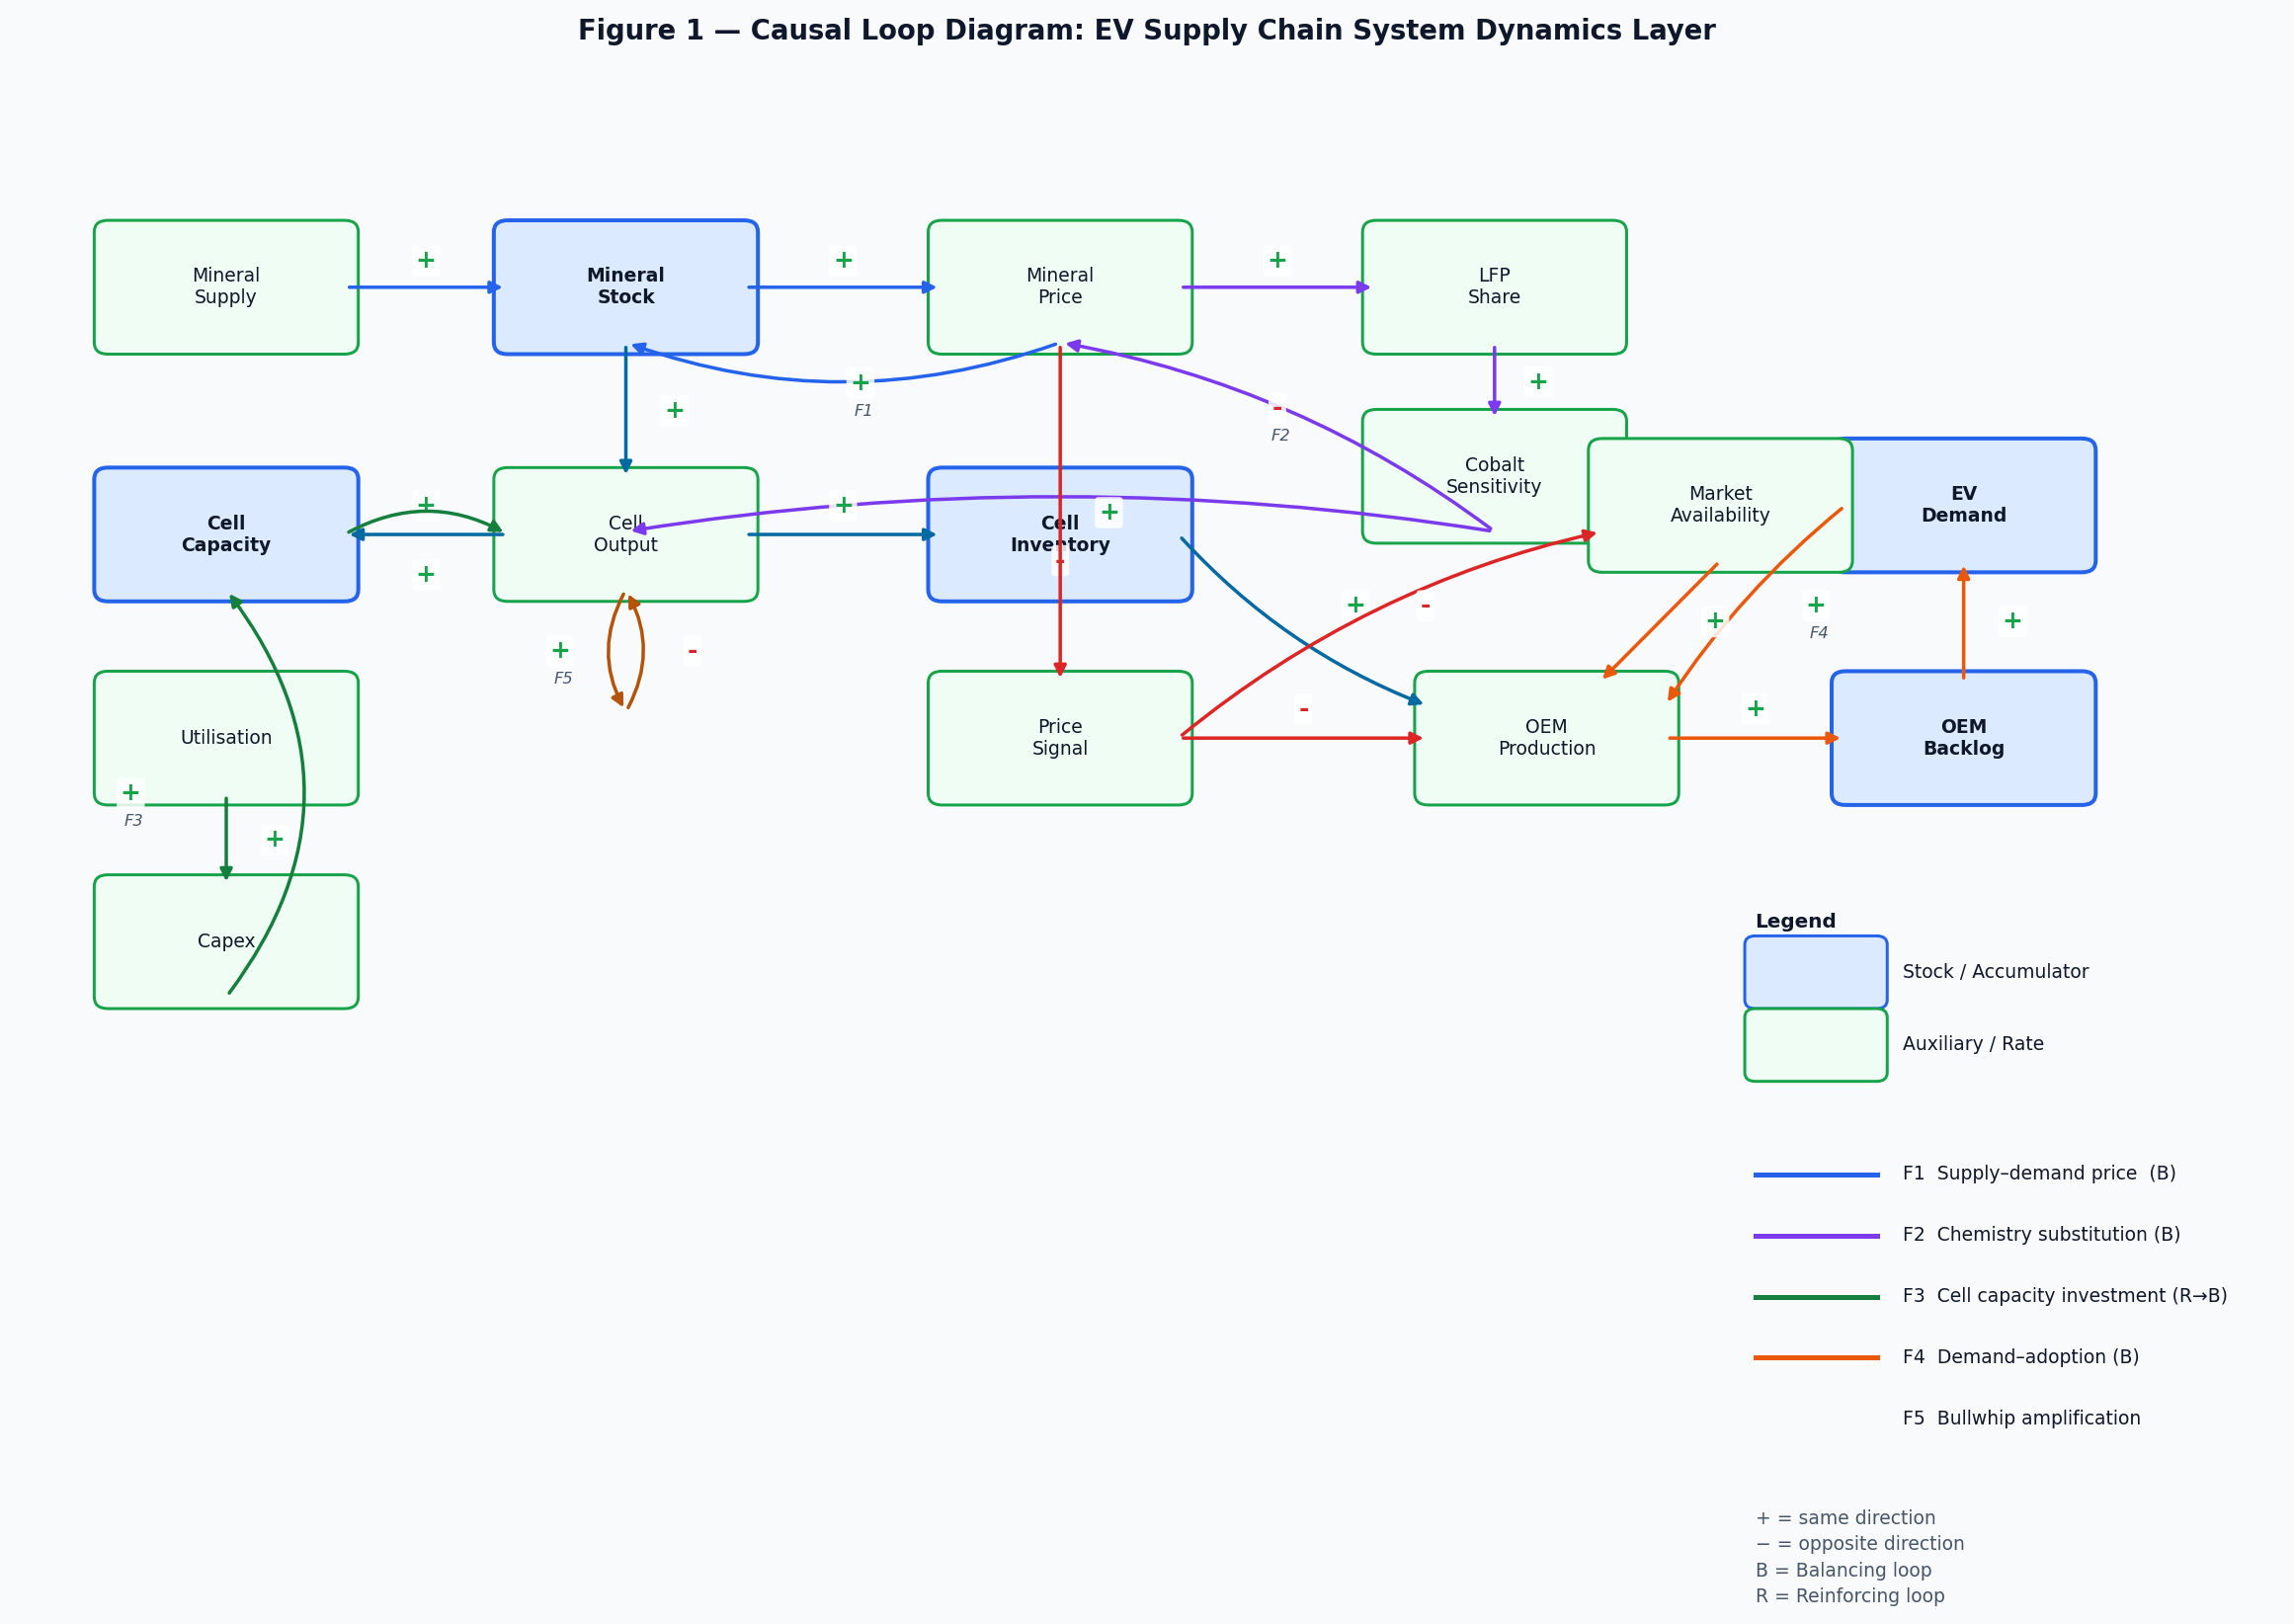 Figure 1 — Causal Loop Diagram: EV Supply Chain System Dynamics Layer
Mineral
Supply
+
Mineral
Stock
+
Mineral
Price
+
LFP
Share
+
F1
+
-
F2
+
Cell
Capacity
+
+
Cell
Output
+
Cell
Inventory
+
-
Cobalt
Sensitivity
Market
Availability
EV
Demand
+
F5
-
+
-
+
+
F4
+
Utilisation
+
F3
Price
Signal
-
OEM
Production
+
OEM
Backlog
+
Capex
Legend
Stock / Accumulator
Auxiliary / Rate
F1 Supply–demand price (B)
F2 Chemistry substitution (B)
F3 Cell capacity investment (R→B)
F4 Demand–adoption (B)
F5 Bullwhip amplification
+ = same direction
− = opposite direction
B = Balancing loop
R = Reinforcing loop